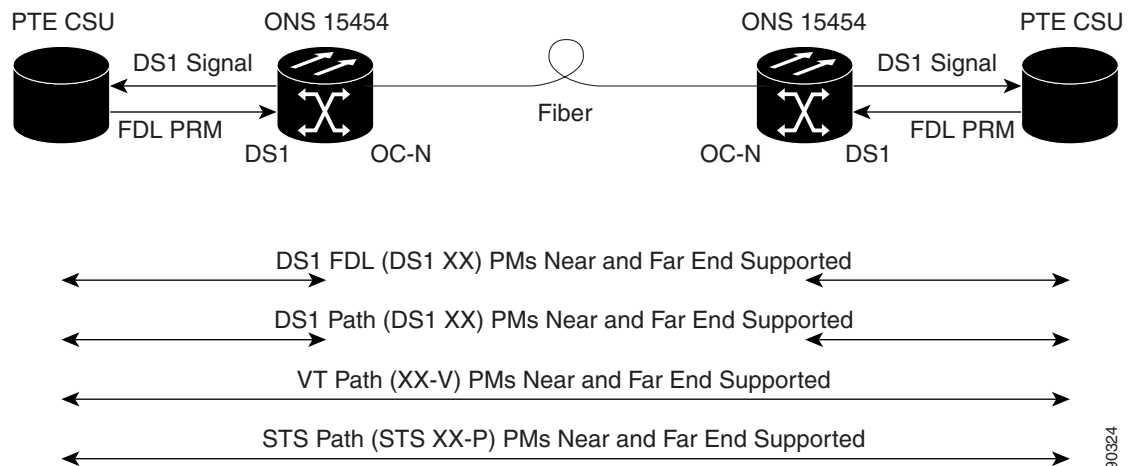 PTE CSU
ONS 15454
ONS 15454
PTE CSU
DS1 Signal
DS1 Signal
Fiber
FDL PRM
FDL PRM
DS1
OC-N
OC-N
DS1
DS1 FDL (DS1 XX) PMs Near and Far End Supported
DS1 Path (DS1 XX) PMs Near and Far End Supported
VT Path (XX-V) PMs Near and Far End Supported
STS Path (STS XX-P) PMs Near and Far End Supported
90324